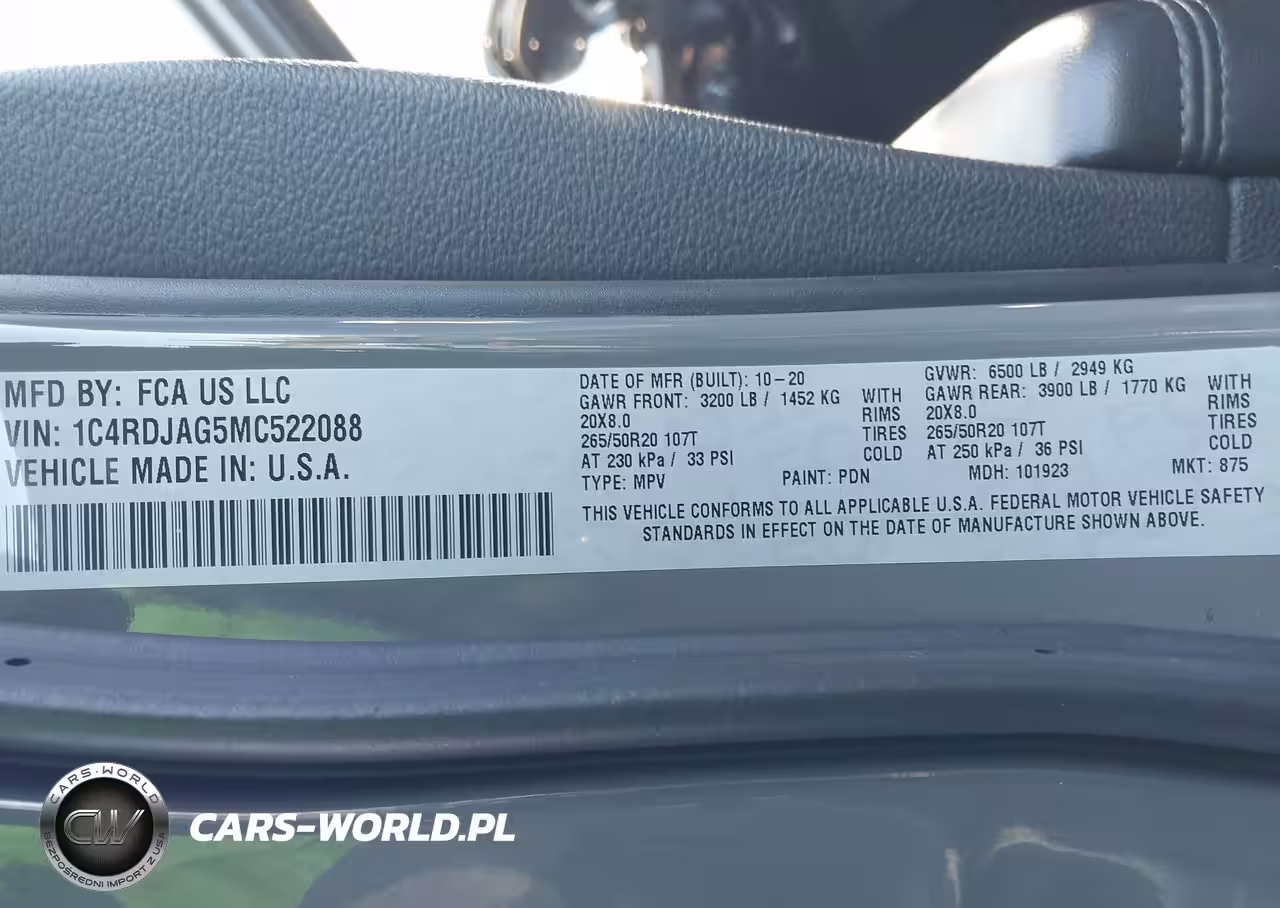 MFD BY: FCA US LLC
VIN: 1C4RDJAG5MC522088
VEHICLE MADE IN: U.S.A.
DATE OF MFR (BUILT): 10-20
GAWR FRONT: 3200 LB / 1452 KG WITH
20X8.0 RIMS
265/50R20 107T TIRES
AT 230 kPa / 33 PSI COLD
TYPE: MPV PAINT: PDN
GVWR: 6500 LB / 2949 KG
GAWR REAR: 3900 LB / 1770 KG WITH
20X8.0 RIMS
265/50R20 107T TIRES
AT 250 kPa / 36 PSI COLD
MDH: 101923 MKT: 875
THIS VEHICLE CONFORMS TO ALL APPLICABLE U.S.A. FEDERAL MOTOR VEHICLE SAFETY
STANDARDS IN EFFECT ON THE DATE OF MANUFACTURE SHOWN ABOVE.
CARS-WORLD
CW
BEZPOŚREDNI IMPORT Z USA
CARS-WORLD.PL